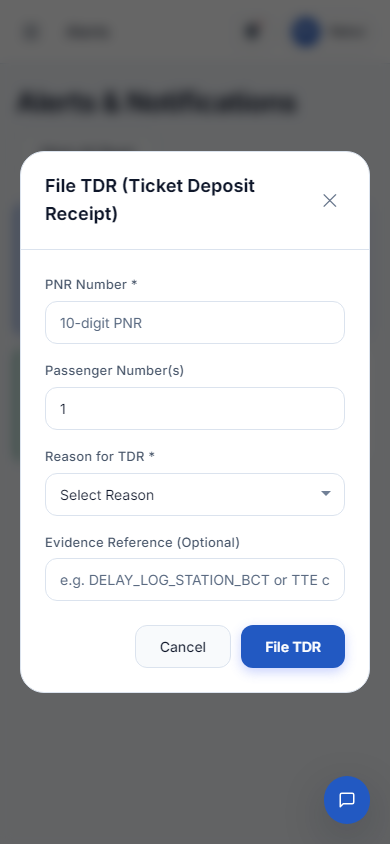 Alerts
Alerts & Notifications
File TDR (Ticket Deposit
Receipt)
PNR Number *
10-digit PNR
Passenger Number(s)
1
Reason for TDR *
Select Reason
Evidence Reference (Optional)
e.g. DELAY_LOG_STATION_BCT or TTE c
Cancel
File TDR